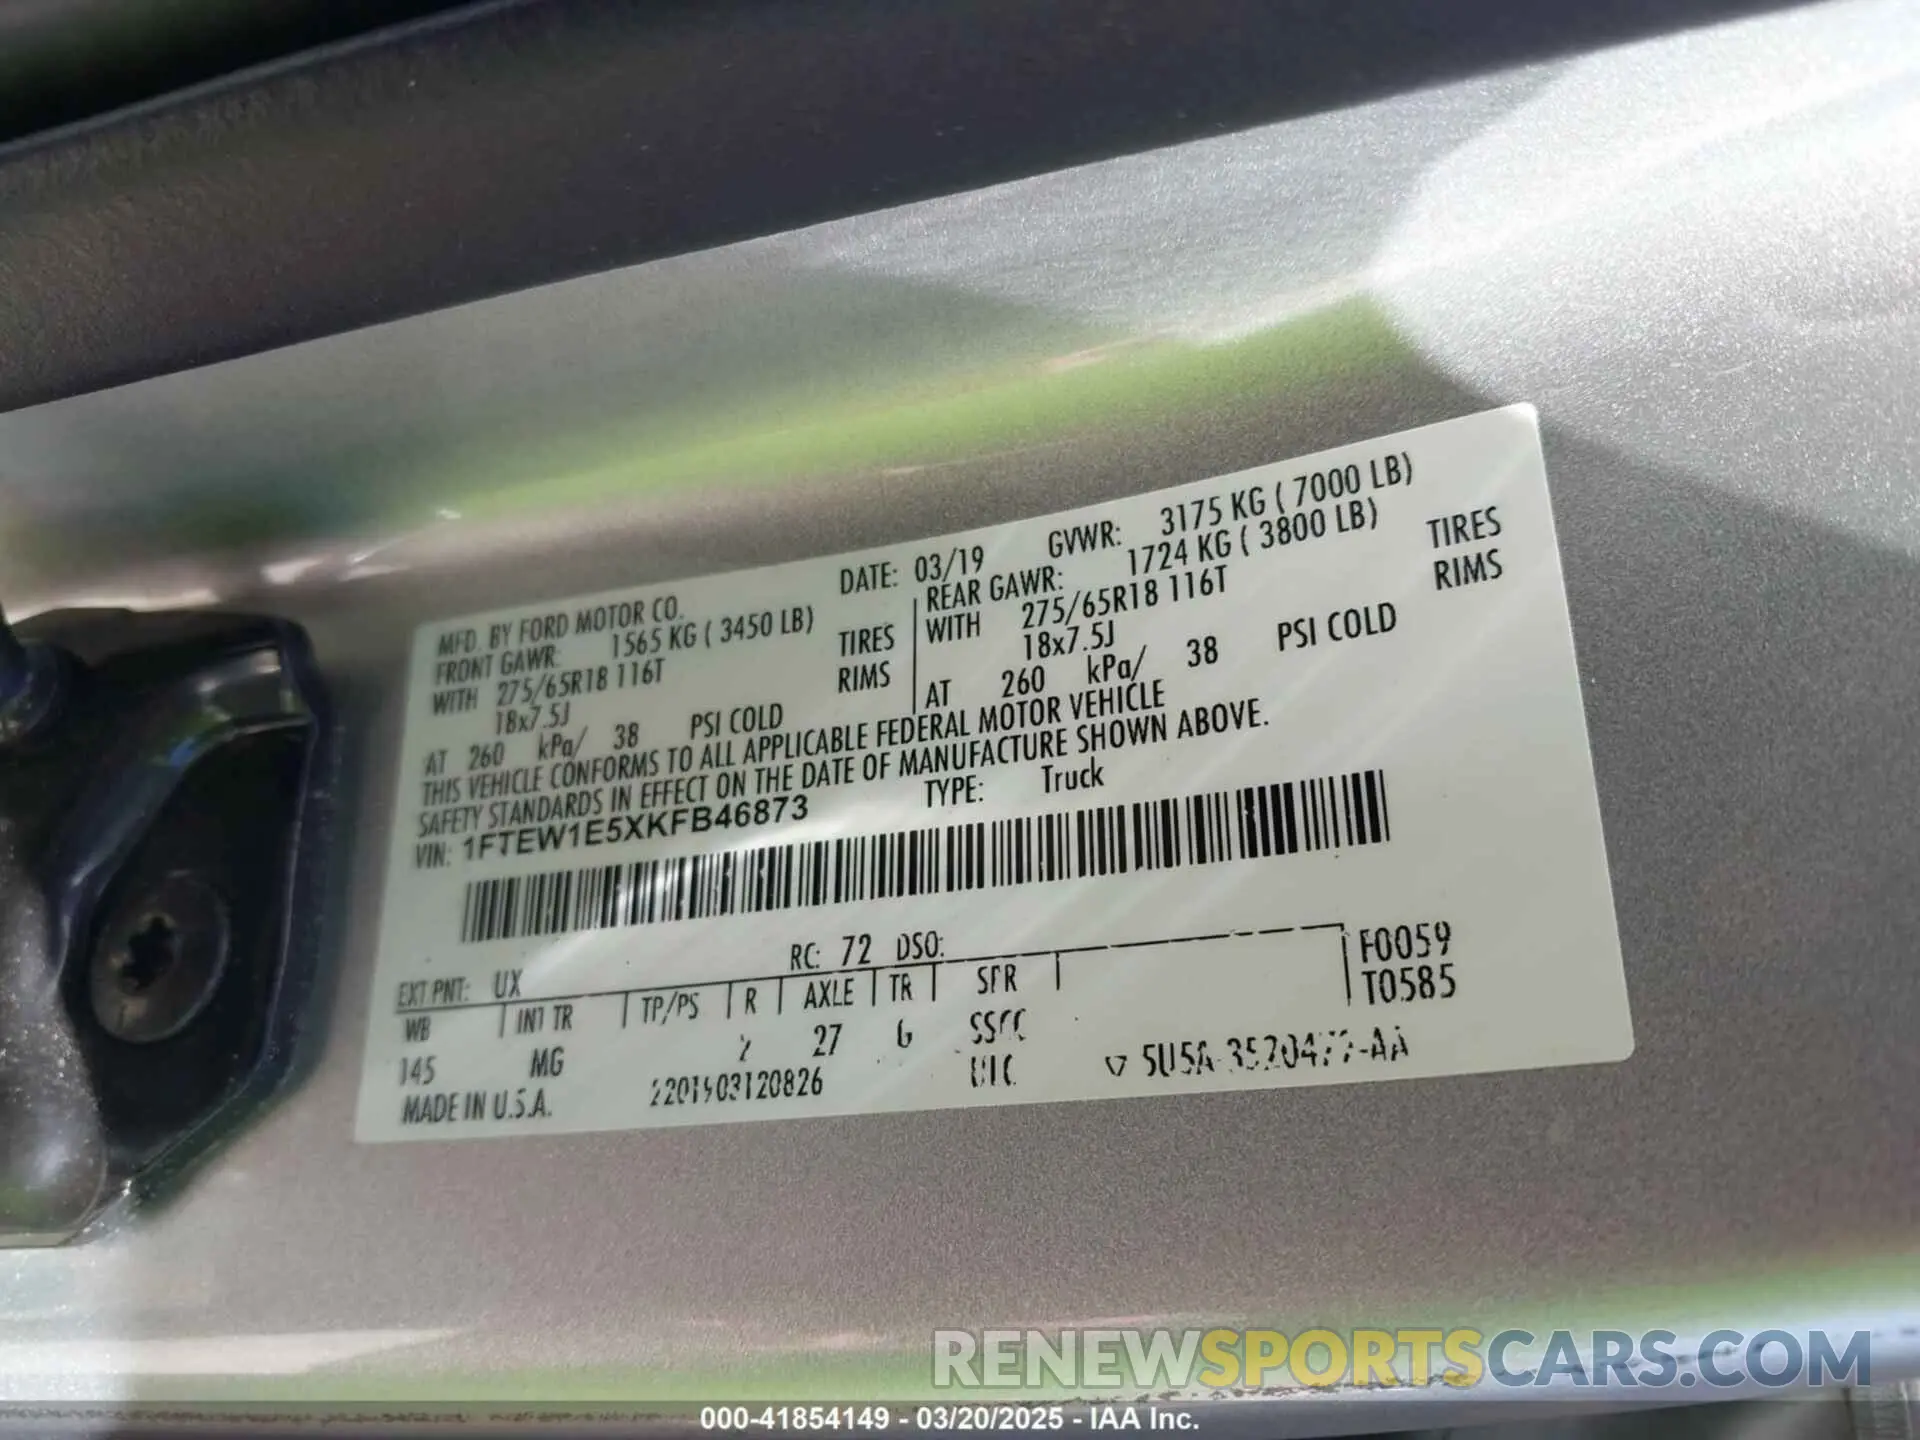 MFD. BY FORD MOTOR CO. DATE: 03/19 GVWR: 3175 KG ( 7000 LB)
FRONT GAWR: 1565 KG ( 3450 LB) REAR GAWR: 1724 KG ( 3800 LB)
WITH 275/65R18 116T TIRES WITH 275/65R18 116T TIRES
18x7.5J RIMS 18x7.5J RIMS
AT 260 kPa/ 38 PSI COLD AT 260 kPa/ 38 PSI COLD
THIS VEHICLE CONFORMS TO ALL APPLICABLE FEDERAL MOTOR VEHICLE
SAFETY STANDARDS IN EFFECT ON THE DATE OF MANUFACTURE SHOWN ABOVE.
VIN: 1FTEW1E5XKFB46873 TYPE: Truck
EXT PNT: UX RC: 72 DSO: F0059
WB INT TR TP/PS R AXLE TR SPR T0585
145 MG 2 27 G
MADE IN U.S.A.
RENEWSPORTSCARS.COM
000-41854149 - 03/20/2025 - IAA Inc.